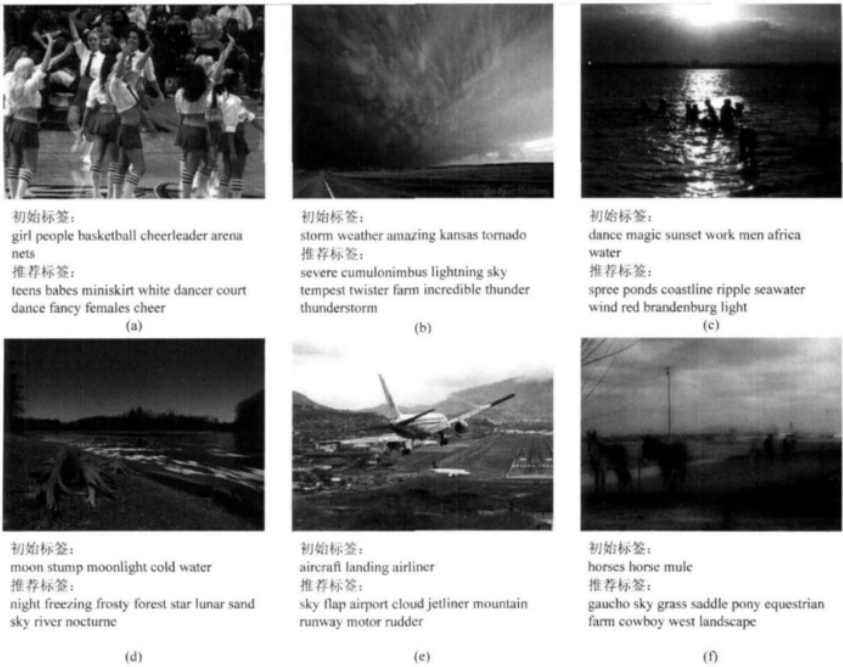 初始标签：
girl people basketball cheerleader arena
nets
推荐标签：
teens babes miniskirt white dancer court
dance fancy females cheer
(a)
初始标签：
storm weather amazing kansas tornado
推荐标签：
severe cumulonimbus lightning sky
tempest twister farm incredible thunder
thunderstorm
(b)
初始标签：
dance magic sunset work men africa
water
推荐标签：
spree ponds coastline ripple seawater
wind red brandenburg light
(c)
初始标签：
moon stump moonlight cold water
推荐标签：
night freezing frosty forest star lunar sand
sky river nocturne
(d)
初始标签：
aircraft landing airliner
推荐标签：
sky flap airport cloud jetliner mountain
runway motor rudder
(e)
初始标签：
horses horse mule
推荐标签：
gaucho sky grass saddle pony equestrian
farm cowboy west landscape
(f)